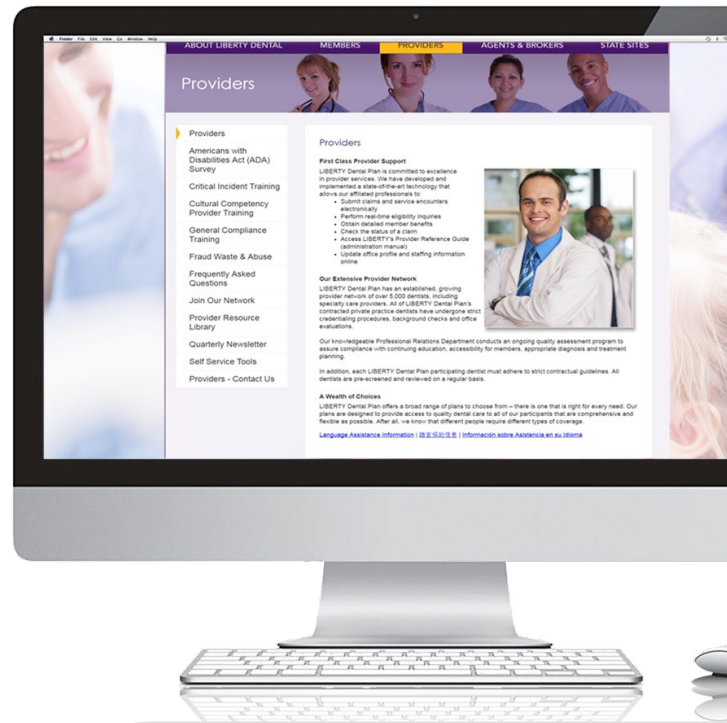 Finder File Edit View Go Window Help
ABOUT LIBERTY DENTAL MEMBERS PROVIDERS AGENTS & BROKERS STATE SITES
Providers
Providers
Americans with
Disabilities Act (ADA)
Survey
Critical Incident Training
Cultural Competency
Provider Training
General Compliance
Training
Fraud Waste & Abuse
Frequently Asked
Questions
Join Our Network
Provider Resource
Library
Quarterly Newsletter
Self Service Tools
Providers - Contact Us
Providers
First Class Provider Support
LIBERTY Dental Plan is committed to excellence
in provider services. We have developed and
implemented a state-of-the-art technology that
allows our affiliated professionals to:
• Submit claims and service encounters
electronically
• Perform real-time eligibility inquiries
• Obtain detailed member benefits
• Check the status of a claim
• Access LIBERTY's Provider Reference Guide
(administration manual)
• Update office profile and staffing information
online
Our Extensive Provider Network
LIBERTY Dental Plan has an established, growing
provider network of over 5,000 dentists, including
specialty care providers. All of LIBERTY Dental Plan's
contracted private practice dentists have undergone strict
credentialing procedures, background checks and office
evaluations.
Our knowledgeable Professional Relations Department conducts an ongoing quality assessment program to
assure compliance with continuing education, accessibility for members, appropriate diagnosis and treatment
planning.
In addition, each LIBERTY Dental Plan participating dentist must adhere to strict contractual guidelines. All
dentists are pre-screened and reviewed on a regular basis.
A Wealth of Choices
LIBERTY Dental Plan offers a broad range of plans to choose from – there is one that is right for every need. Our
plans are designed to provide access to quality dental care to all of our participants that are comprehensive and
flexible as possible. After all, we know that different people require different types of coverage.
Language Assistance Information | 語言協助信息 | Información sobre Asistencia en su Idioma